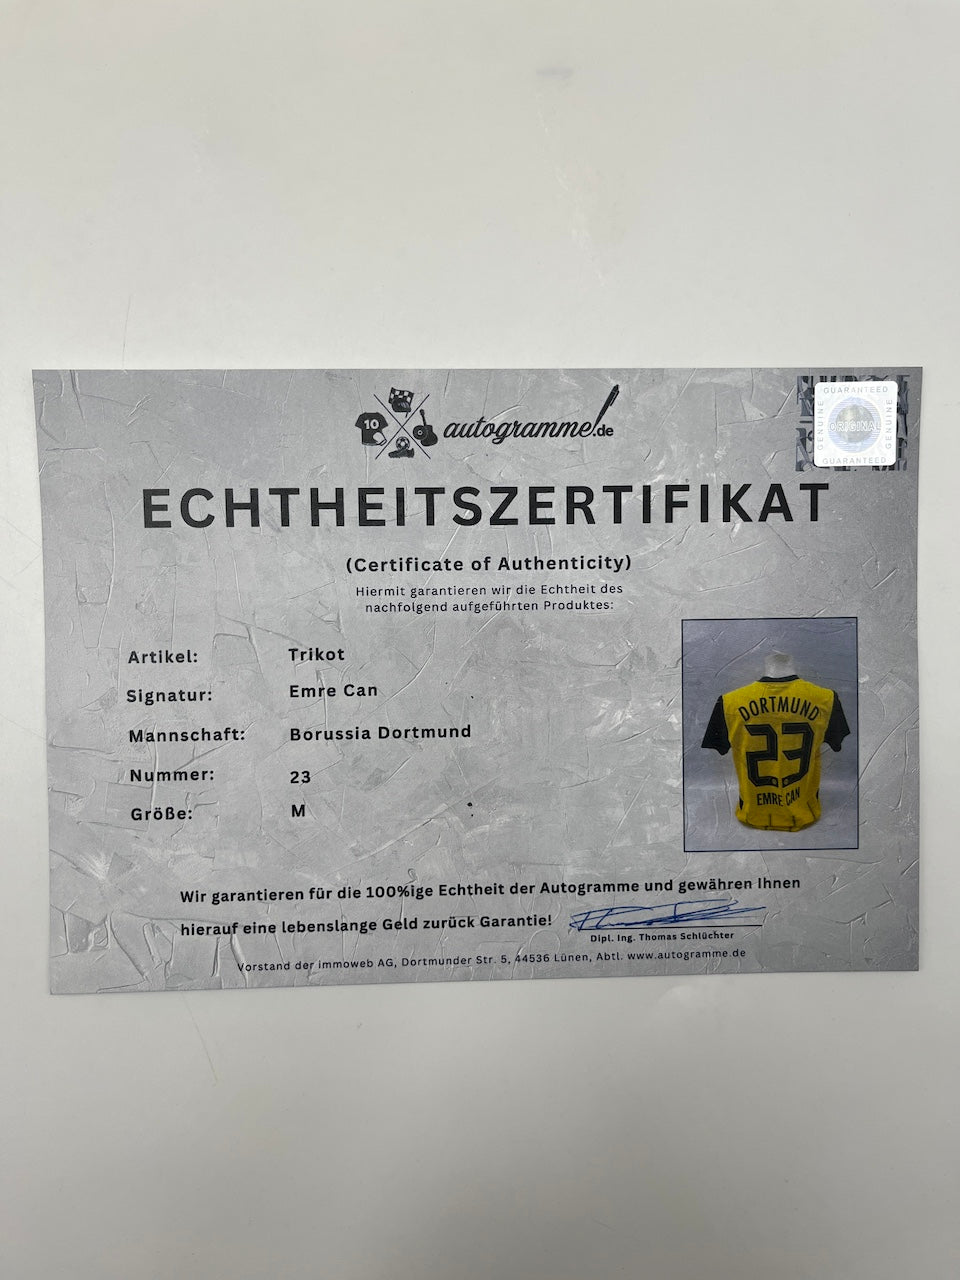 10
autogramme.de
GUARANTEED
GENUINE
ORIGINAL
GENUINE
GUARANTEED
ECHTHEITSZERTIFIKAT
(Certificate of Authenticity)
Hiermit garantieren wir die Echtheit des
nachfolgend aufgeführten Produktes:
Artikel: Trikot
Signatur: Emre Can
Mannschaft: Borussia Dortmund
Nummer: 23
Größe: M
DORTMUND
23
EMRE CAN
Wir garantieren für die 100%ige Echtheit der Autogramme und gewähren Ihnen
hierauf eine lebenslange Geld zurück Garantie!
Dipl. Ing. Thomas Schlüchter
Vorstand der immoweb AG, Dortmunder Str. 5, 44536 Lünen, Abtl. www.autogramme.de